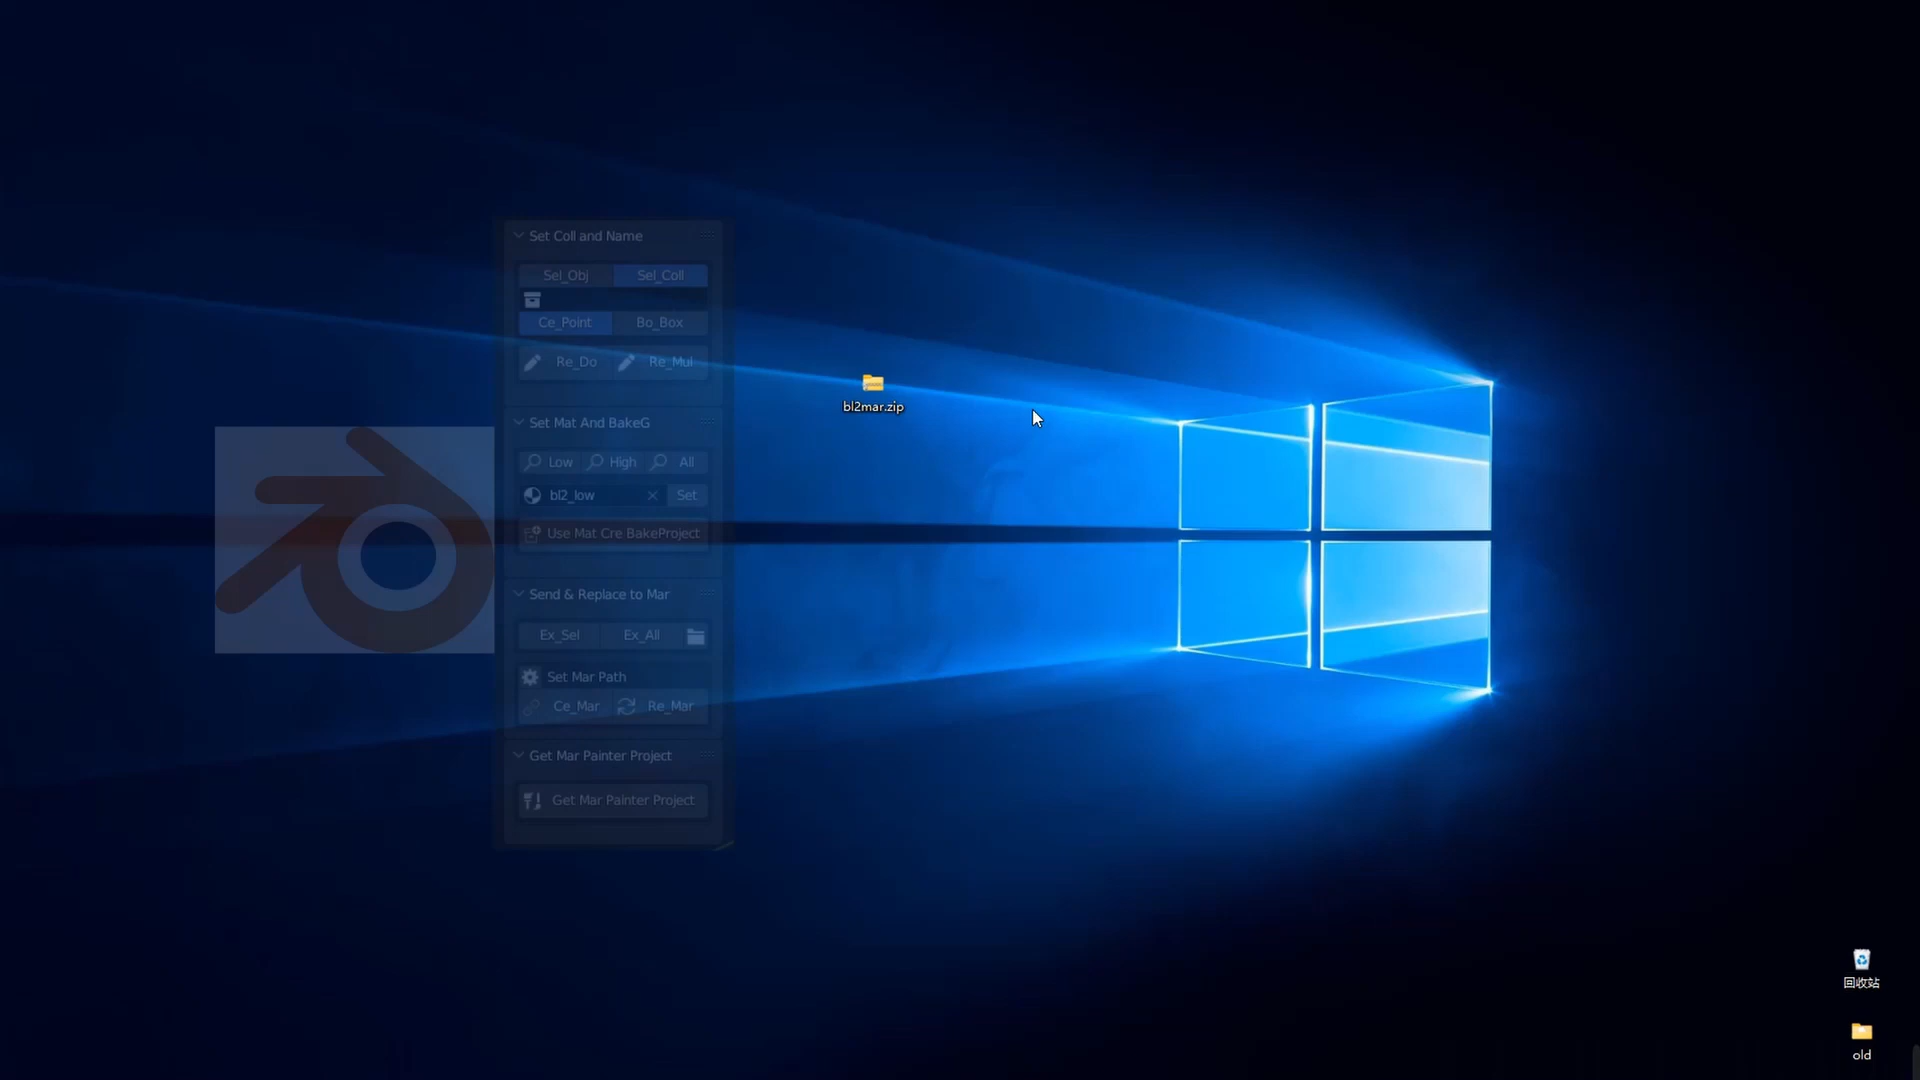 Set Coll and Name
Sel_Obj Sel_Coll
Ce_Point Bo_Box
Re_Do Re_Mul
Set Mat And BakeG
Low High All
bl2_low Set
Use Mat Cre BakeProject
Send & Replace to Mar
Ex_Sel Ex_All
Set Mar Path
Ce_Mar Re_Mar
Get Mar Painter Project
Get Mar Painter Project
bl2mar.zip
回收站
old